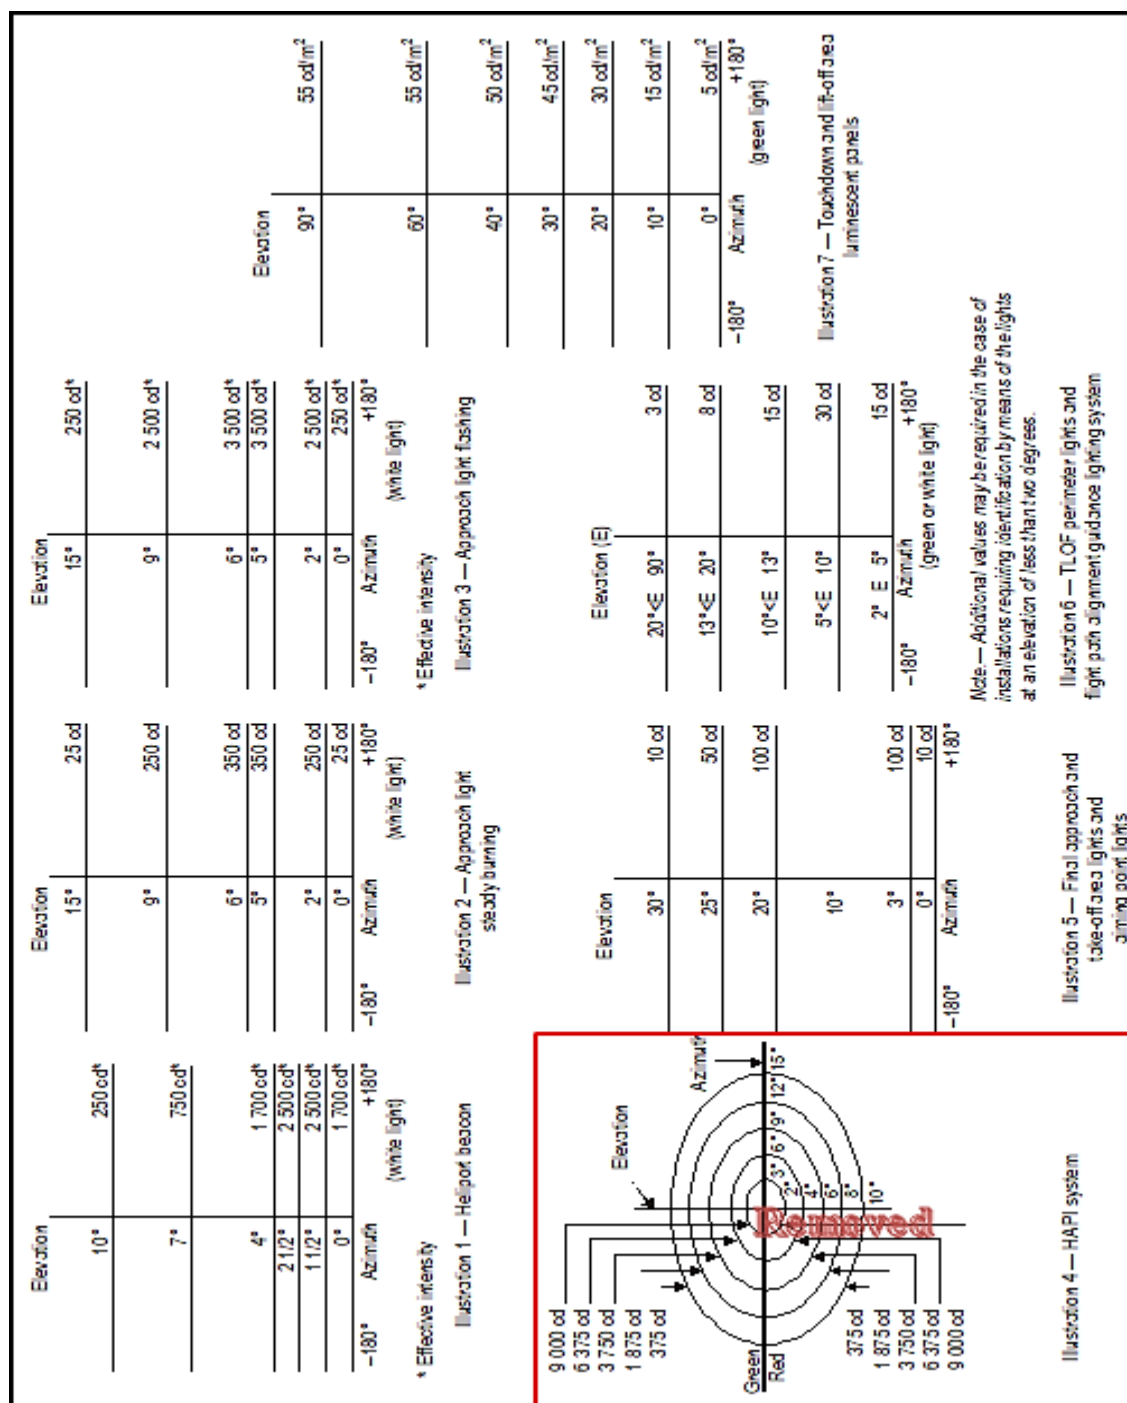 Elevation
10° 250 cd*
7° 750 cd*
4° 1 700 cd*
2 1/2° 2 500 cd*
1 1/2° 2 500 cd*
0° 1 700 cd*
–180° Azimuth +180°
(white light)
* Effective intensity
Illustration 1 — Heliport beacon
Elevation
15° 25 cd
9° 250 cd
6° 350 cd
5° 350 cd
2° 250 cd
0° 25 cd
–180° Azimuth +180°
(white light)
Illustration 2 — Approach light
steady burning
Elevation
15° 250 cd*
9° 2 500 cd*
6° 3 500 cd*
5° 3 500 cd*
2° 2 500 cd*
0° 250 cd*
–180° Azimuth +180°
(white light)
* Effective intensity
Illustration 3 — Approach light flashing
9 000 cd
6 375 cd
3 750 cd
1 875 cd
375 cd
Elevation
Azimuth
Green
Red
3° 6° 9° 12° 15°
2°
4°
6°
8°
10°
Removed
375 cd
1 875 cd
3 750 cd
6 375 cd
9 000 cd
Illustration 4 — HAPI system
Elevation
30° 10 cd
25° 50 cd
20° 100 cd
10°
3° 100 cd
0° 10 cd
–180° Azimuth +180°
Illustration 5 — Final approach and
take-off area lights and
aiming point lights
Elevation (E)
20°<E 90° 3 cd
13°<E 20° 8 cd
10°<E 13° 15 cd
5°<E 10° 30 cd
2° E 5° 15 cd
–180° Azimuth +180°
(green or white light)
Note.— Additional values may be required in the case of
installations requiring identification by means of the lights
at an elevation of less than two degrees.
Illustration 6 — TLOF perimeter lights and
flight path alignment guidance lighting system
Elevation
90° 55 cd/m²
60° 55 cd/m²
40° 50 cd/m²
30° 45 cd/m²
20° 30 cd/m²
10° 15 cd/m²
0° 5 cd/m²
–180° Azimuth +180°
(green light)
Illustration 7 — Touchdown and lift-off area
luminescent panels